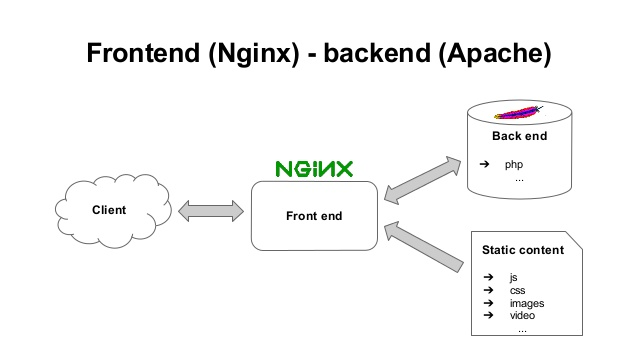 Frontend (Nginx) - backend (Apache)
Back end
➔ php
...
NGiNX
Client
Front end
Static content
➔ js
➔ css
➔ images
➔ video
...